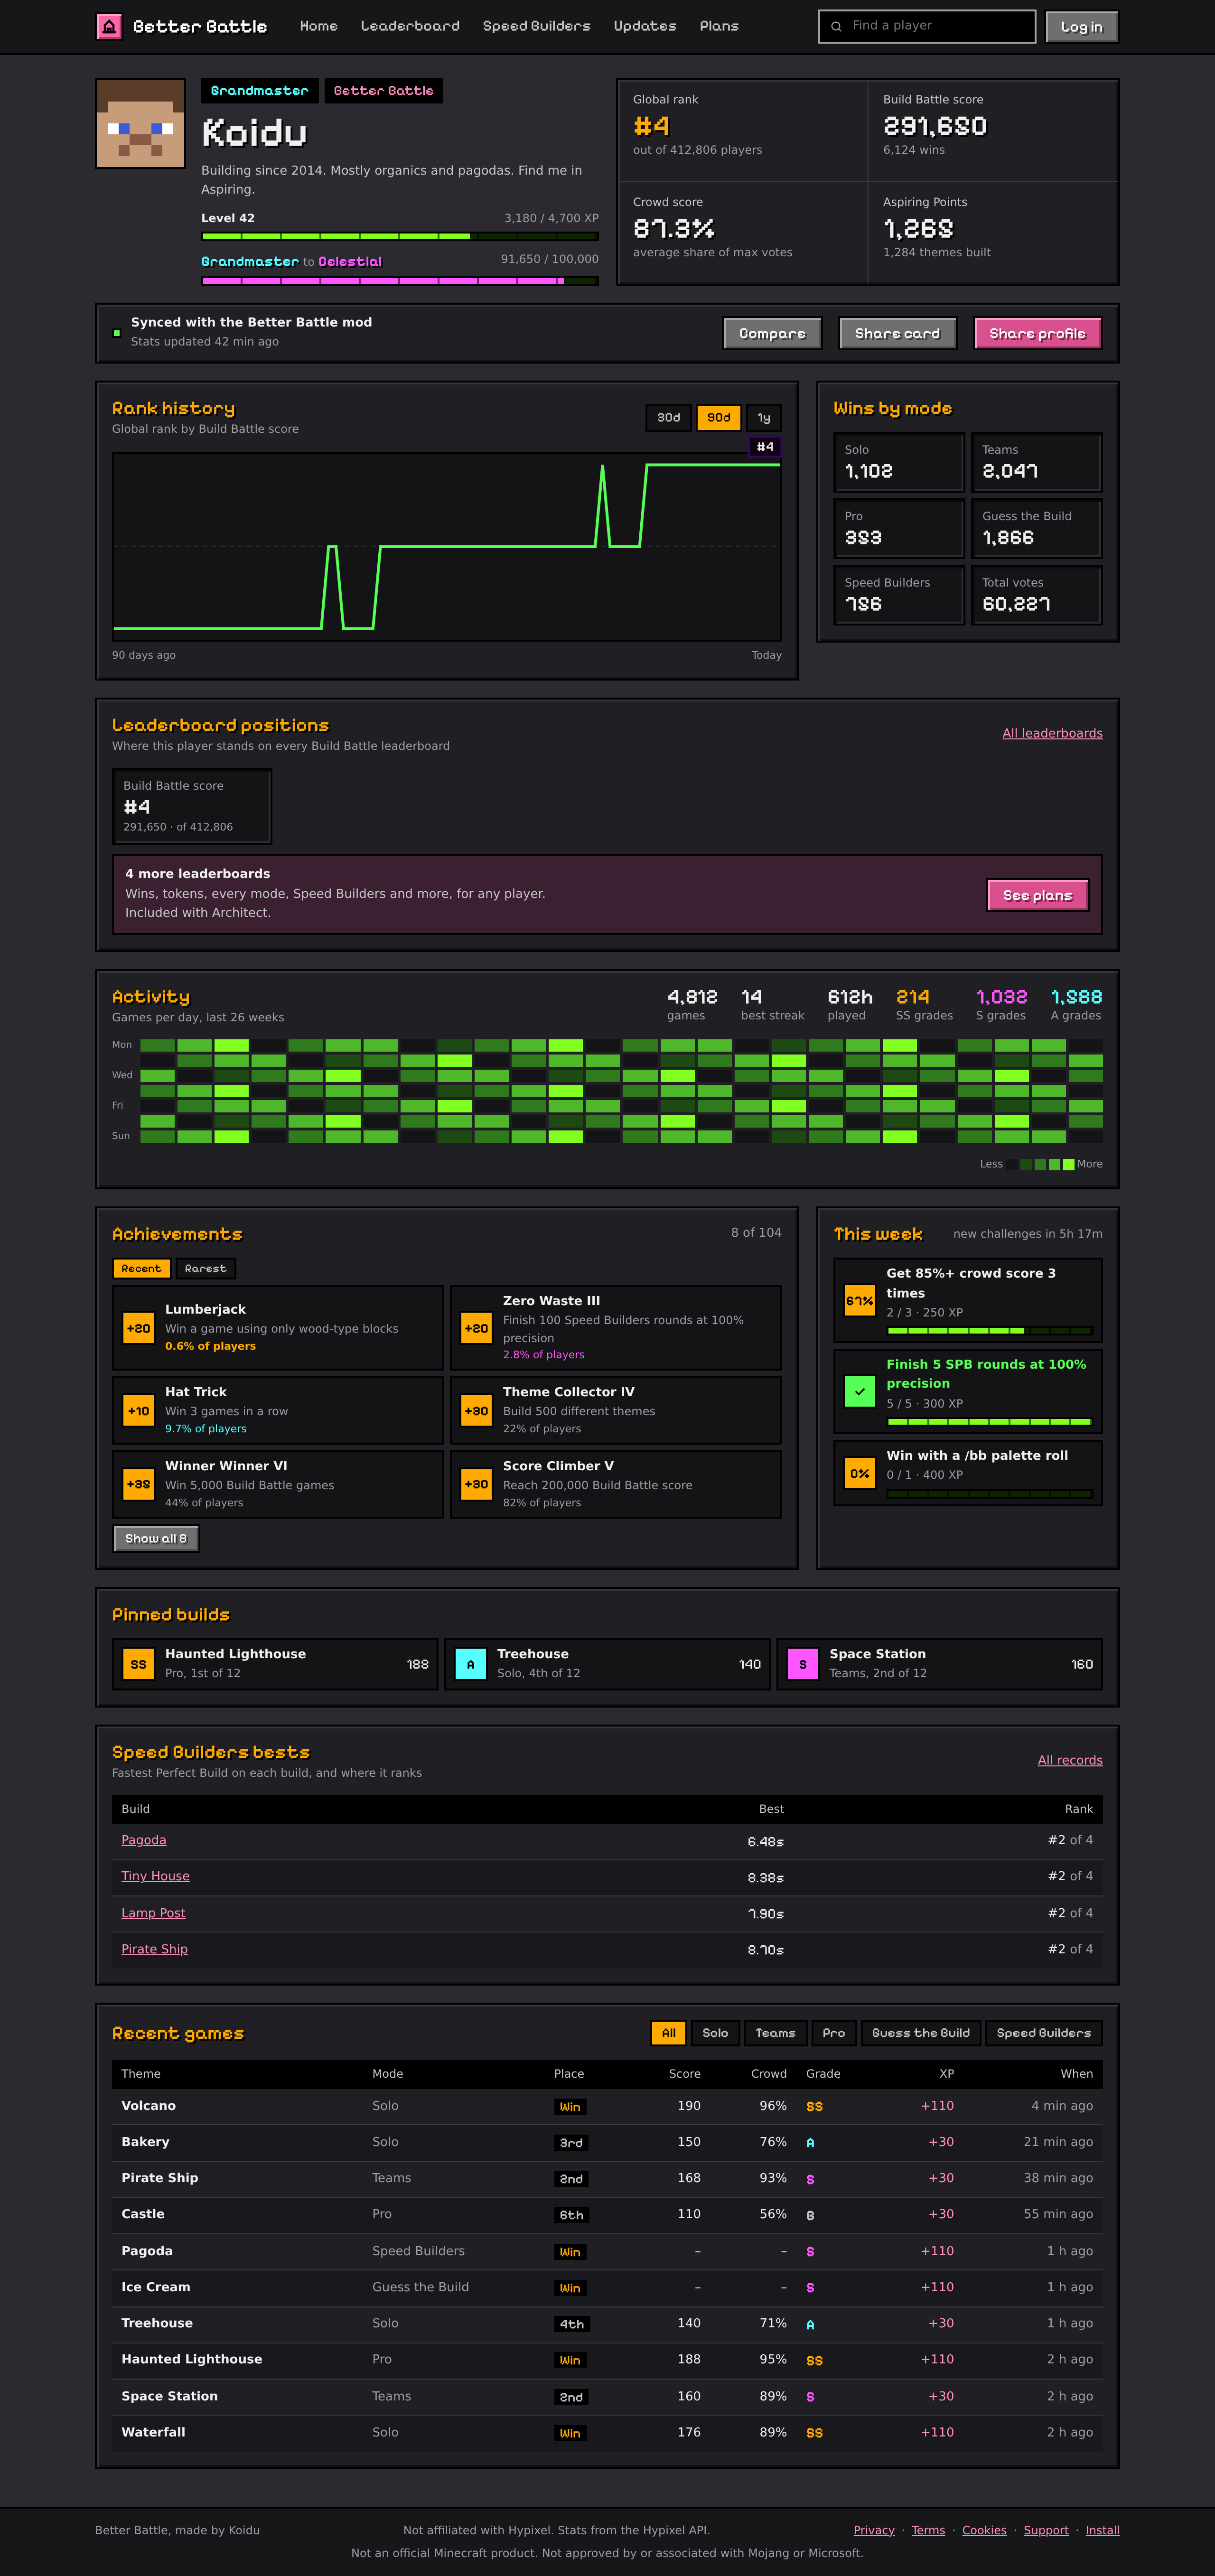 Better Battle
Home
Leaderboard
Speed Builders
Updates
Plans
Find a player
Log in
Grandmaster
Better Battle
Koidu
Building since 2014. Mostly organics and pagodas. Find me in
Aspiring.
Level 42
3,180 / 4,700 XP
Grandmaster to Celestial
91,650 / 100,000
Global rank
#4
out of 412,806 players
Build Battle score
291,650
6,124 wins
Crowd score
87.3%
average share of max votes
Aspiring Points
1,265
1,284 themes built
Synced with the Better Battle mod
Stats updated 42 min ago
Compare
Share card
Share profile
Rank history
Global rank by Build Battle score
30d
90d
1y
#4
90 days ago
Today
Wins by mode
Solo
1,102
Teams
2,047
Pro
353
Guess the Build
1,866
Speed Builders
756
Total votes
60,227
Leaderboard positions
Where this player stands on every Build Battle leaderboard
All leaderboards
Build Battle score
#4
291,650 · of 412,806
4 more leaderboards
Wins, tokens, every mode, Speed Builders and more, for any player.
Included with Architect.
See plans
Activity
Games per day, last 26 weeks
4,812
games
14
best streak
612h
played
214
SS grades
1,032
S grades
1,588
A grades
Mon
Wed
Fri
Sun
Less
More
Achievements
8 of 104
Recent
Rarest
+20
Lumberjack
Win a game using only wood-type blocks
0.6% of players
+20
Zero Waste III
Finish 100 Speed Builders rounds at 100%
precision
2.8% of players
+10
Hat Trick
Win 3 games in a row
9.7% of players
+30
Theme Collector IV
Build 500 different themes
22% of players
+35
Winner Winner VI
Win 5,000 Build Battle games
44% of players
+30
Score Climber V
Reach 200,000 Build Battle score
82% of players
Show all 8
This week
new challenges in 5h 17m
67%
Get 85%+ crowd score 3
times
2 / 3 · 250 XP
✓
Finish 5 SPB rounds at 100%
precision
5 / 5 · 300 XP
0%
Win with a /bb palette roll
0 / 1 · 400 XP
Pinned builds
SS
Haunted Lighthouse
Pro, 1st of 12
188
A
Treehouse
Solo, 4th of 12
140
S
Space Station
Teams, 2nd of 12
160
Speed Builders bests
Fastest Perfect Build on each build, and where it ranks
All records
Build Best Rank
Pagoda 6.48s #2 of 4
Tiny House 8.38s #2 of 4
Lamp Post 7.90s #2 of 4
Pirate Ship 8.70s #2 of 4
Recent games
All
Solo
Teams
Pro
Guess the Build
Speed Builders
Theme Mode Place Score Crowd Grade XP When
Volcano Solo Win 190 96% SS +110 4 min ago
Bakery Solo 3rd 150 76% A +30 21 min ago
Pirate Ship Teams 2nd 168 93% S +30 38 min ago
Castle Pro 6th 110 56% B +30 55 min ago
Pagoda Speed Builders Win – – S +110 1 h ago
Ice Cream Guess the Build Win – – S +110 1 h ago
Treehouse Solo 4th 140 71% A +30 1 h ago
Haunted Lighthouse Pro Win 188 95% SS +110 2 h ago
Space Station Teams 2nd 160 89% S +30 2 h ago
Waterfall Solo Win 176 89% SS +110 2 h ago
Better Battle, made by Koidu
Not affiliated with Hypixel. Stats from the Hypixel API.
Privacy · Terms · Cookies · Support · Install
Not an official Minecraft product. Not approved by or associated with Mojang or Microsoft.